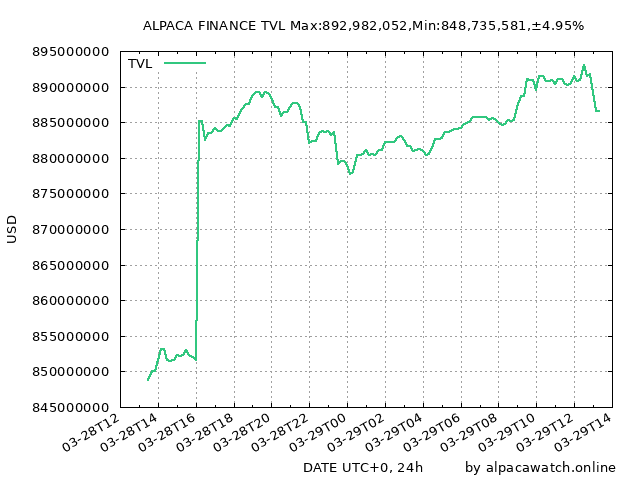 ALPACA FINANCE TVL Max:892,982,052,Min:848,735,581,±4.95%
895000000
TVL
890000000
885000000
880000000
875000000
870000000
865000000
860000000
855000000
850000000
845000000
USD
03-28T12
03-28T14
03-28T16
03-28T18
03-28T20
03-28T22
03-29T00
03-29T02
03-29T04
03-29T06
03-29T08
03-29T10
03-29T12
03-29T14
DATE UTC+0, 24h
by alpacawatch.online